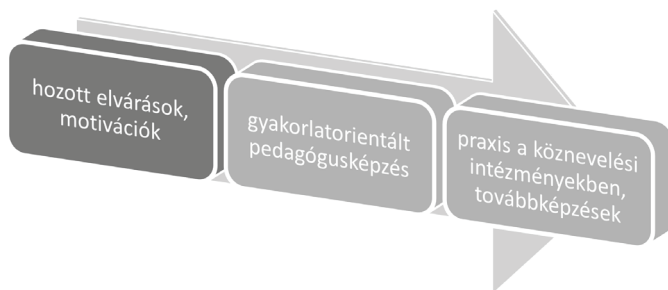 hozott elvárások,
motivációk
gyakorlatorientált
pedagógusképzés
praxis a köznevelési
intézményekben,
továbbképzések